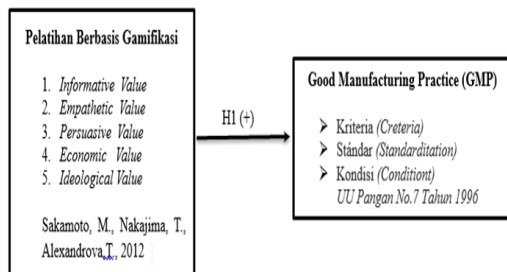 Pelatihan Berbasis Gamifikasi
1. Informative Value
2. Empathetic Value
3. Persuasive Value
4. Economic Value
5. Ideological Value
Sakamoto, M., Nakajima, T.,
Alexandrova,T., 2012
H1 (+)
Good Manufacturing Practice (GMP)
➢ Kriteria (Creteria)
➢ Stándar (Standarditation)
➢ Kondisi (Conditiont)
UU Pangan No.7 Tahun 1996